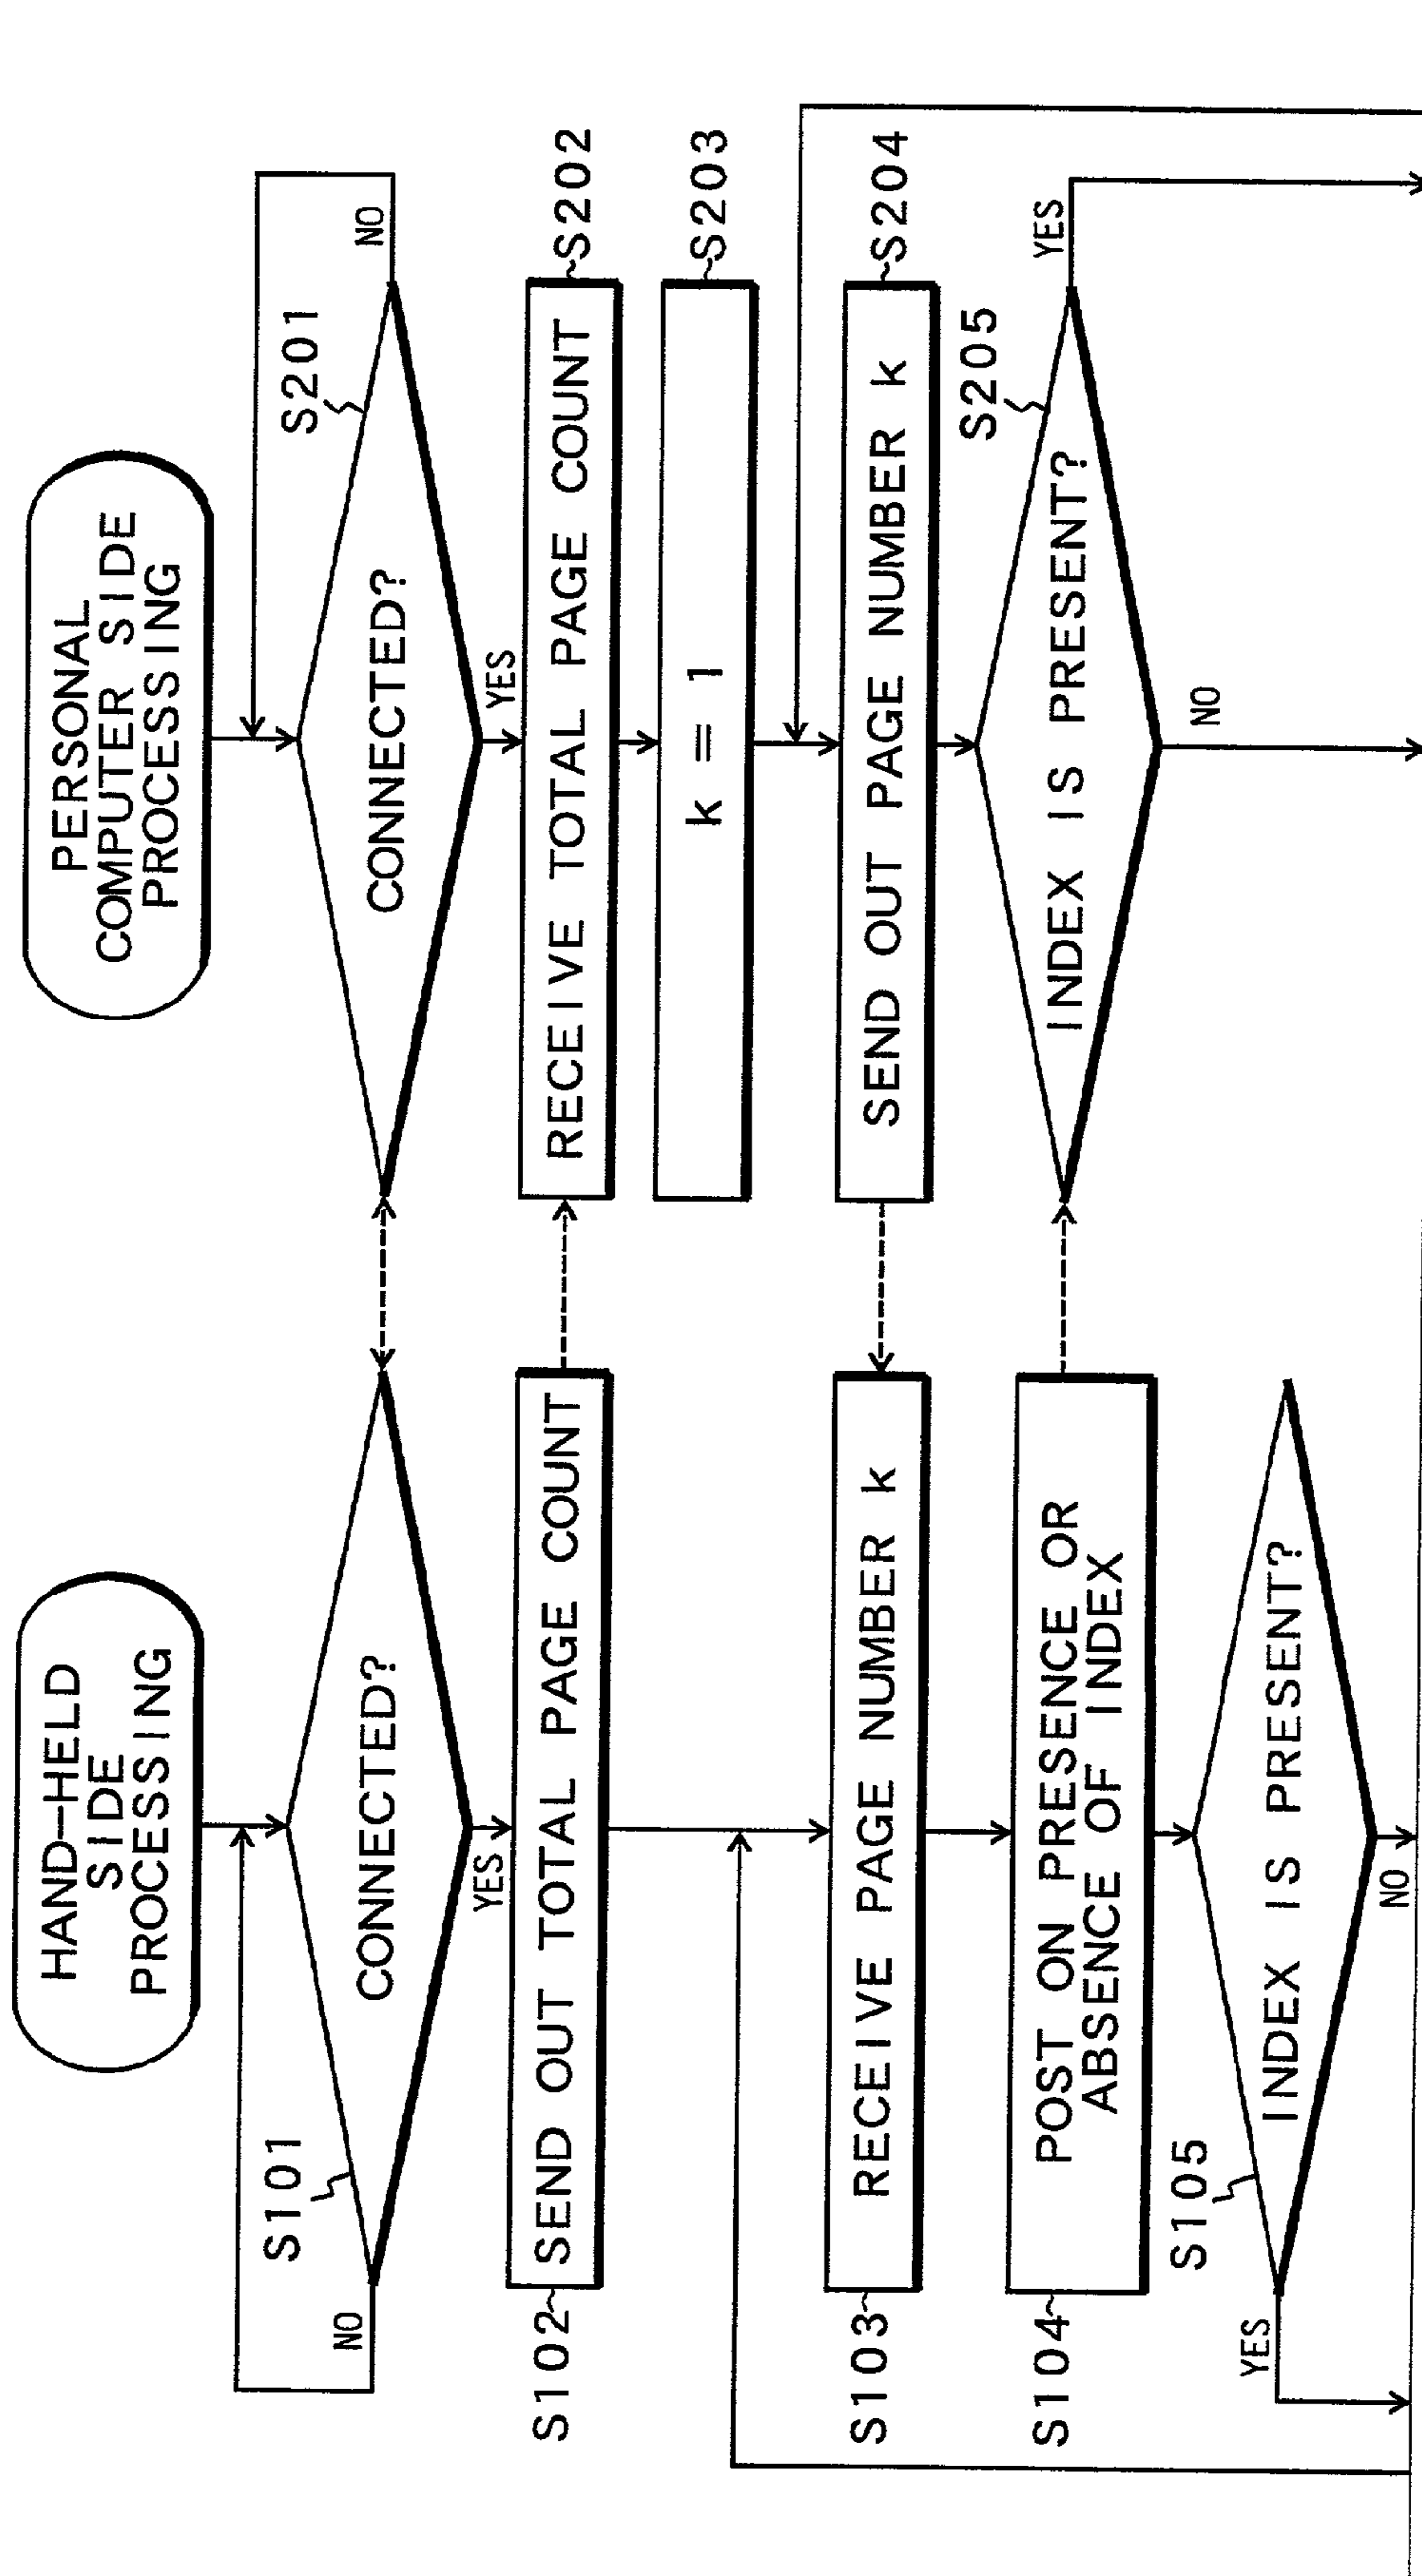 HAND-HELD
SIDE
PROCESSING
S101
CONNECTED?
NO
YES
S102
SEND OUT TOTAL PAGE COUNT
S103
RECEIVE PAGE NUMBER k
S104
POST ON PRESENCE OR
ABSENCE OF INDEX
S105
INDEX IS PRESENT?
YES
NO
PERSONAL
COMPUTER SIDE
PROCESSING
S201
CONNECTED?
NO
YES
RECEIVE TOTAL PAGE COUNT
S202
k = 1
S203
SEND OUT PAGE NUMBER k
S204
S205
INDEX IS PRESENT?
YES
NO